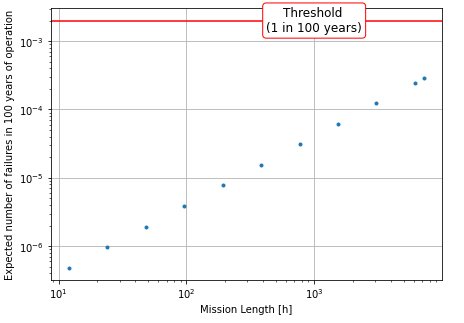 Threshold
(1 in 100 years)
Expected number of failures in 100 years of operation
10⁻³
10⁻⁴
10⁻⁵
10⁻⁶
10¹
10²
10³
Mission Length [h]